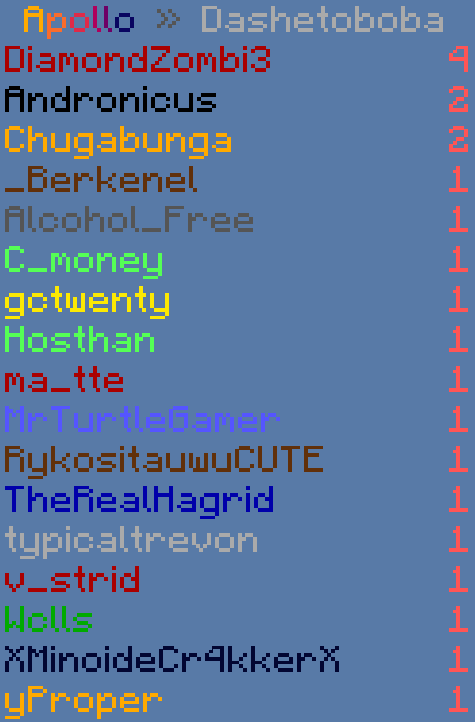 Apollo » Dashetoboba
DiamondZombi3 4
Andronicus 2
Chugabunga 2
_Berkenel 1
Alcohol_Free 1
C_money 1
gctwenty 1
Hosthan 1
ma_tte 1
MrTurtleGamer 1
RykositauwuCUTE 1
TheRealHagrid 1
typicaltrevon 1
v_strid 1
Wolls 1
XMinoideCr4kkerX 1
yProper 1